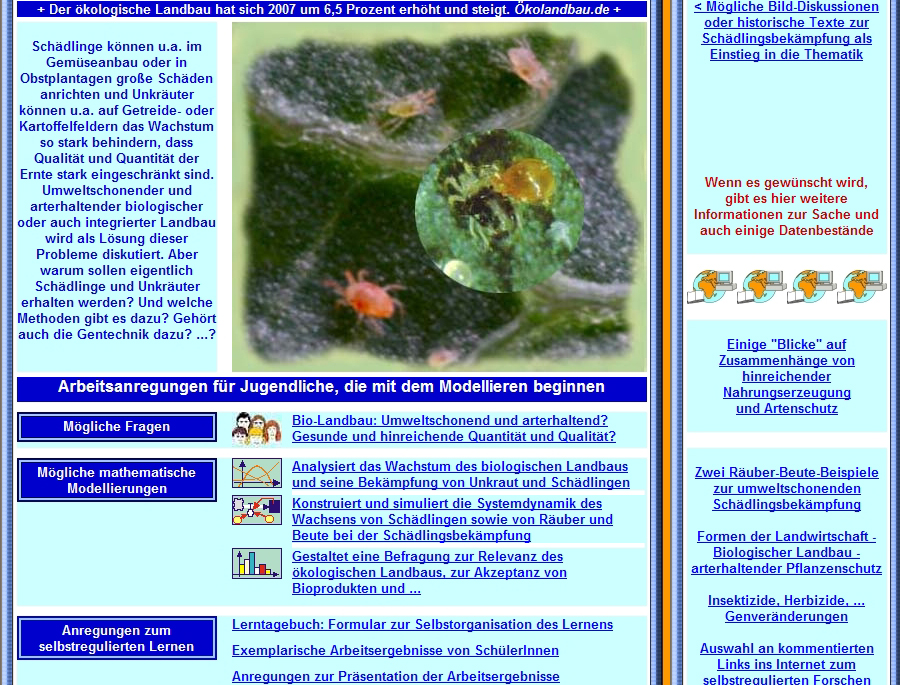 + Der ökologische Landbau hat sich 2007 um 6,5 Prozent erhöht und steigt. Ökolandbau.de +
Schädlinge können u.a. im
Gemüseanbau oder in
Obstplantagen große Schäden
anrichten und Unkräuter
können u.a. auf Getreide- oder
Kartoffelfeldern das Wachstum
so stark behindern, dass
Qualität und Quantität der
Ernte stark eingeschränkt sind.
Umweltschonender und
arterhaltender biologischer
oder auch integrierter Landbau
wird als Lösung dieser
Probleme diskutiert. Aber
warum sollen eigentlich
Schädlinge und Unkräuter
erhalten werden? Und welche
Methoden gibt es dazu? Gehört
auch die Gentechnik dazu? ...?
Arbeitsanregungen für Jugendliche, die mit dem Modellieren beginnen
Mögliche Fragen
Bio-Landbau: Umweltschonend und arterhaltend?
Gesunde und hinreichende Quantität und Qualität?
Mögliche mathematische
Modellierungen
Analysiert das Wachstum des biologischen Landbaus
und seine Bekämpfung von Unkraut und Schädlingen
Konstruiert und simuliert die Systemdynamik des
Wachsens von Schädlingen sowie von Räuber und
Beute bei der Schädlingsbekämpfung
Gestaltet eine Befragung zur Relevanz des
ökologischen Landbaus, zur Akzeptanz von
Bioprodukten und ...
Anregungen zum
selbstregulierten Lernen
Lerntagebuch: Formular zur Selbstorganisation des Lernens
Exemplarische Arbeitsergebnisse von SchülerInnen
Anregungen zur Präsentation der Arbeitsergebnisse
< Mögliche Bild-Diskussionen
oder historische Texte zur
Schädlingsbekämpfung als
Einstieg in die Thematik
Wenn es gewünscht wird,
gibt es hier weitere
Informationen zur Sache und
auch einige Datenbestände
Einige "Blicke" auf
Zusammenhänge von
hinreichender
Nahrungserzeugung
und Artenschutz
Zwei Räuber-Beute-Beispiele
zur umweltschonenden
Schädlingsbekämpfung
Formen der Landwirtschaft -
Biologischer Landbau -
arterhaltender Pflanzenschutz
Insektizide, Herbizide, ...
Genveränderungen
Auswahl an kommentierten
Links ins Internet zum
selbstregulierten Forschen